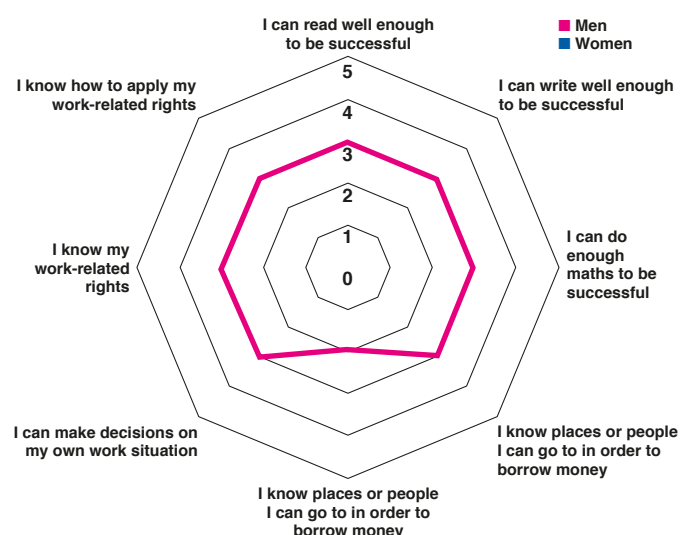 I can read well enough
to be successful
Men
Women
I know how to apply my
work-related rights
I can write well enough
to be successful
5
4
3
2
1
0
I know my
work-related
rights
I can do
enough
maths to be
successful
I can make decisions on
my own work situation
I know places or people
I can go to in order to
borrow money
I know places or people
I can go to in order to
borrow money